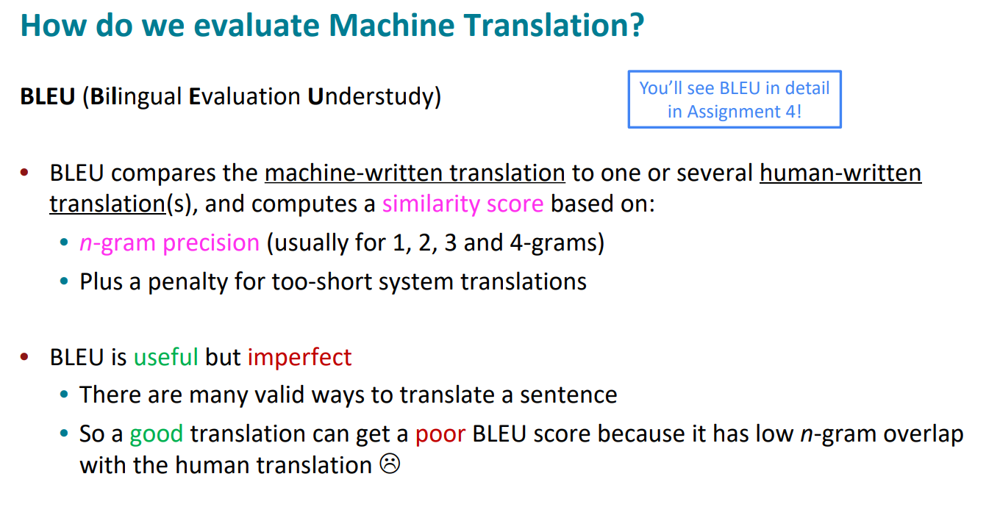 How do we evaluate Machine Translation?
BLEU (Bilingual Evaluation Understudy)
You'll see BLEU in detail
in Assignment 4!
• BLEU compares the machine-written translation to one or several human-written
translation(s), and computes a similarity score based on:
• n-gram precision (usually for 1, 2, 3 and 4-grams)
• Plus a penalty for too-short system translations
• BLEU is useful but imperfect
• There are many valid ways to translate a sentence
• So a good translation can get a poor BLEU score because it has low n-gram overlap
with the human translation ☹